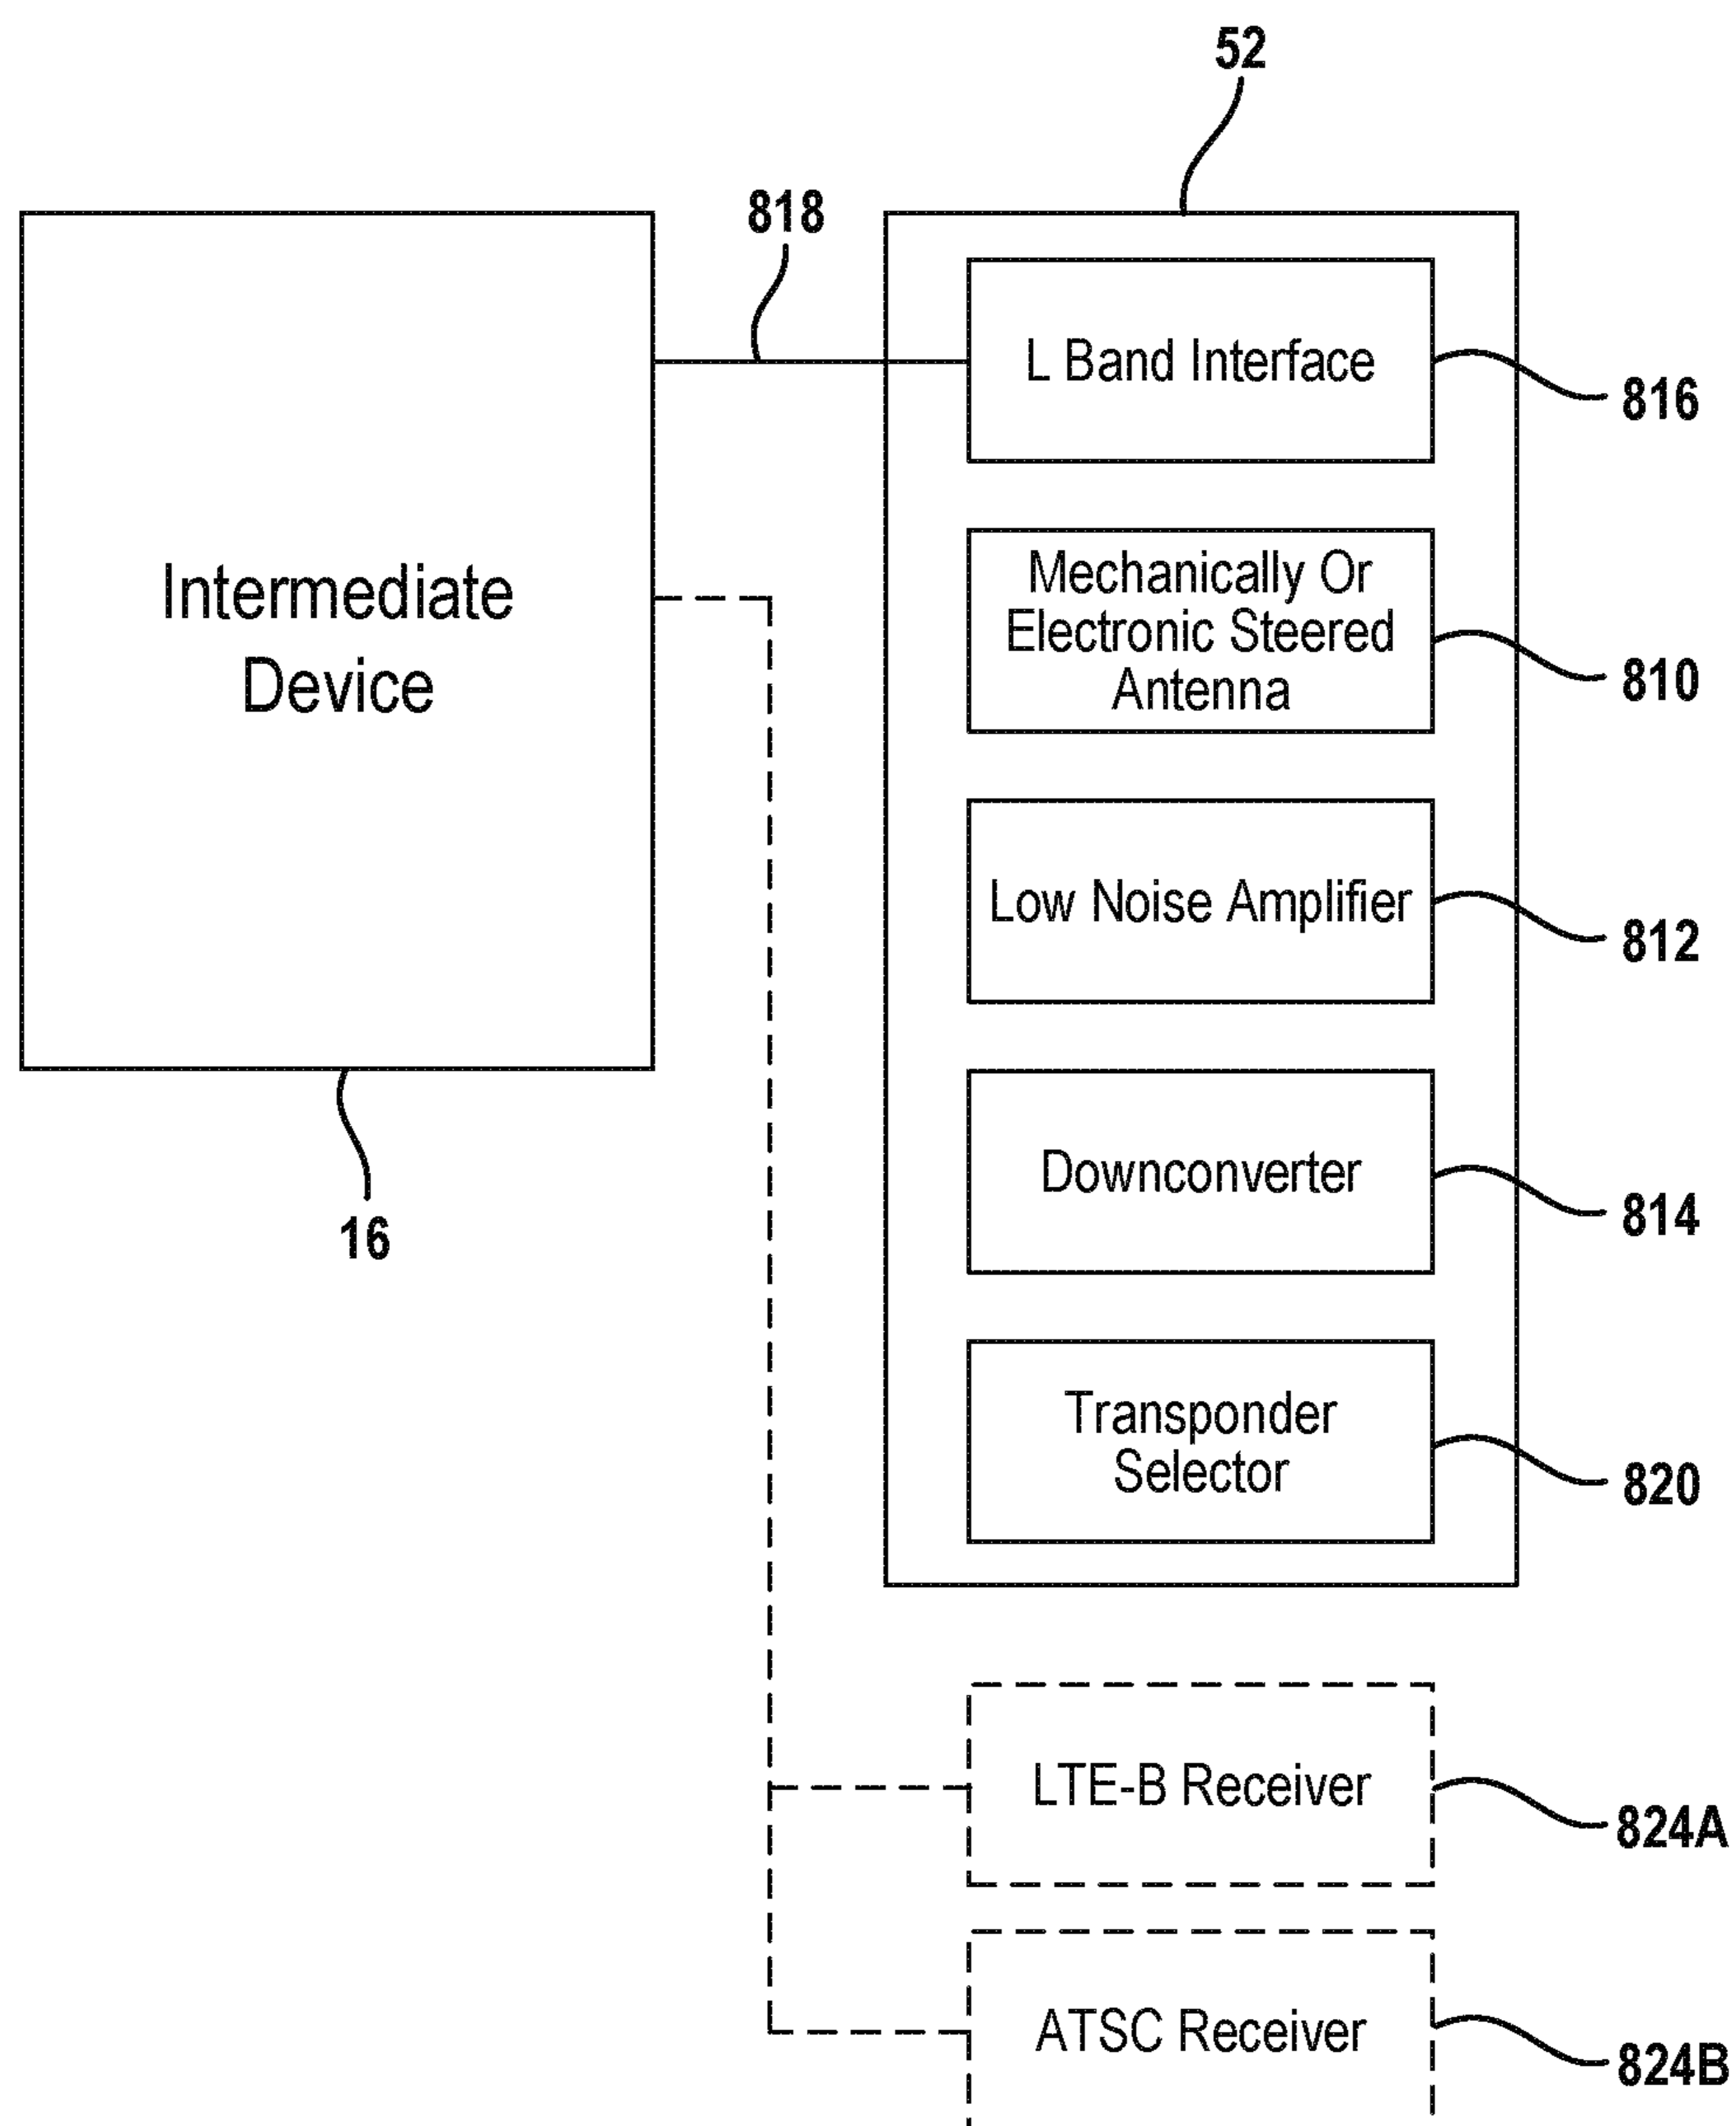 52
818
L Band Interface
816
Intermediate
Device
Mechanically Or
Electronic Steered
Antenna
810
Low Noise Amplifier
812
16
Downconverter
814
Transponder
Selector
820
LTE-B Receiver
824A
ATSC Receiver
824B